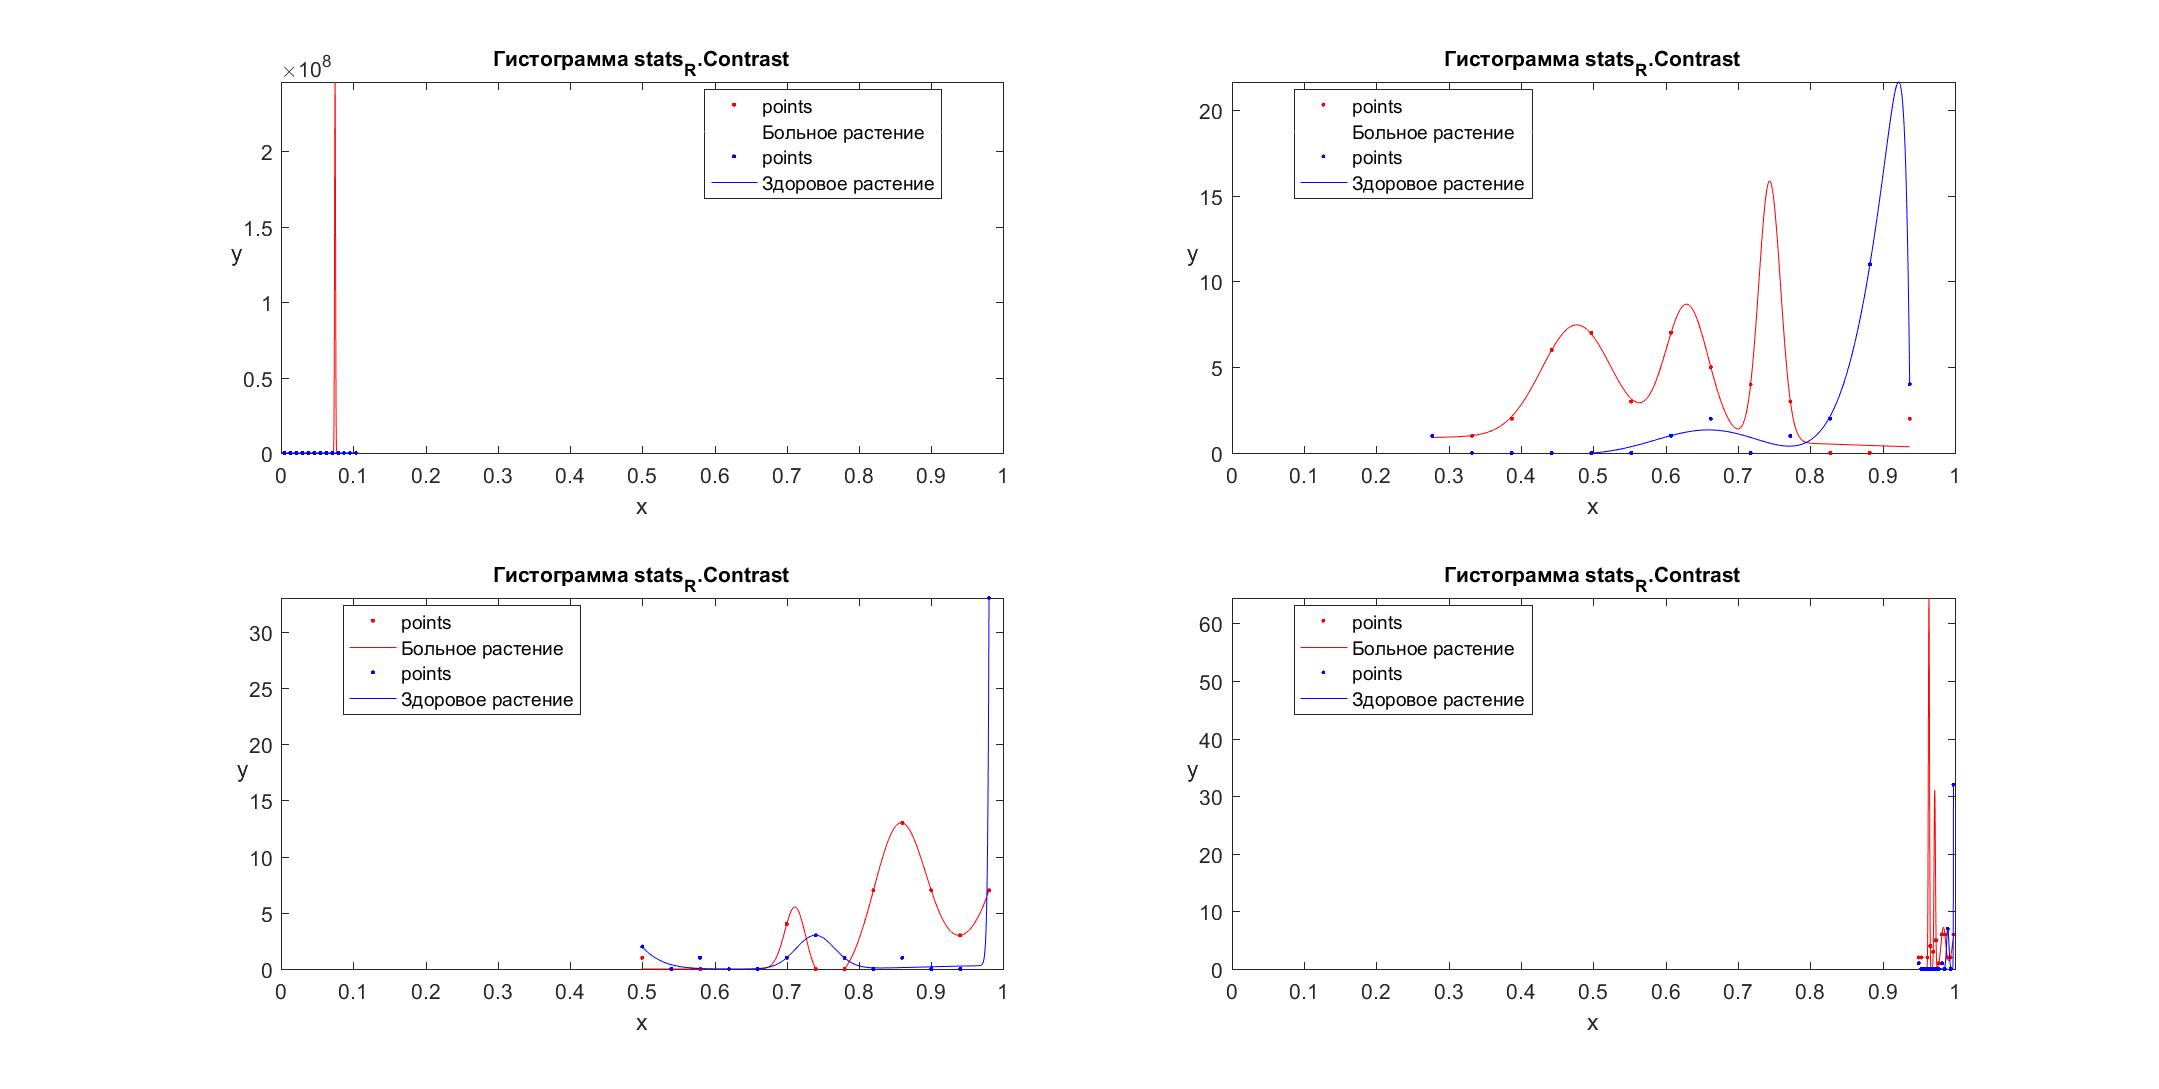 Гистограмма stats_R.Contrast
×10^8
points
Больное растение
points
Здоровое растение
2
1.5
1
0.5
0
y
0 0.1 0.2 0.3 0.4 0.5 0.6 0.7 0.8 0.9 1
x
Гистограмма stats_R.Contrast
points
Больное растение
points
Здоровое растение
20
15
10
5
0
y
0 0.1 0.2 0.3 0.4 0.5 0.6 0.7 0.8 0.9 1
x
Гистограмма stats_R.Contrast
points
Больное растение
points
Здоровое растение
30
25
20
15
10
5
0
y
0 0.1 0.2 0.3 0.4 0.5 0.6 0.7 0.8 0.9 1
x
Гистограмма stats_R.Contrast
points
Больное растение
points
Здоровое растение
60
50
40
30
20
10
0
y
0 0.1 0.2 0.3 0.4 0.5 0.6 0.7 0.8 0.9 1
x